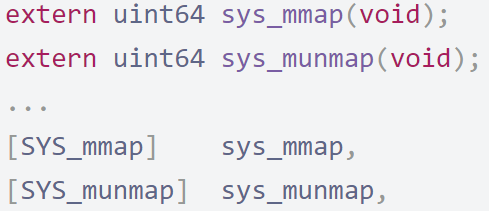 extern uint64 sys_mmap(void);
extern uint64 sys_munmap(void);
...
[SYS_mmap]    sys_mmap,
[SYS_munmap]  sys_munmap,